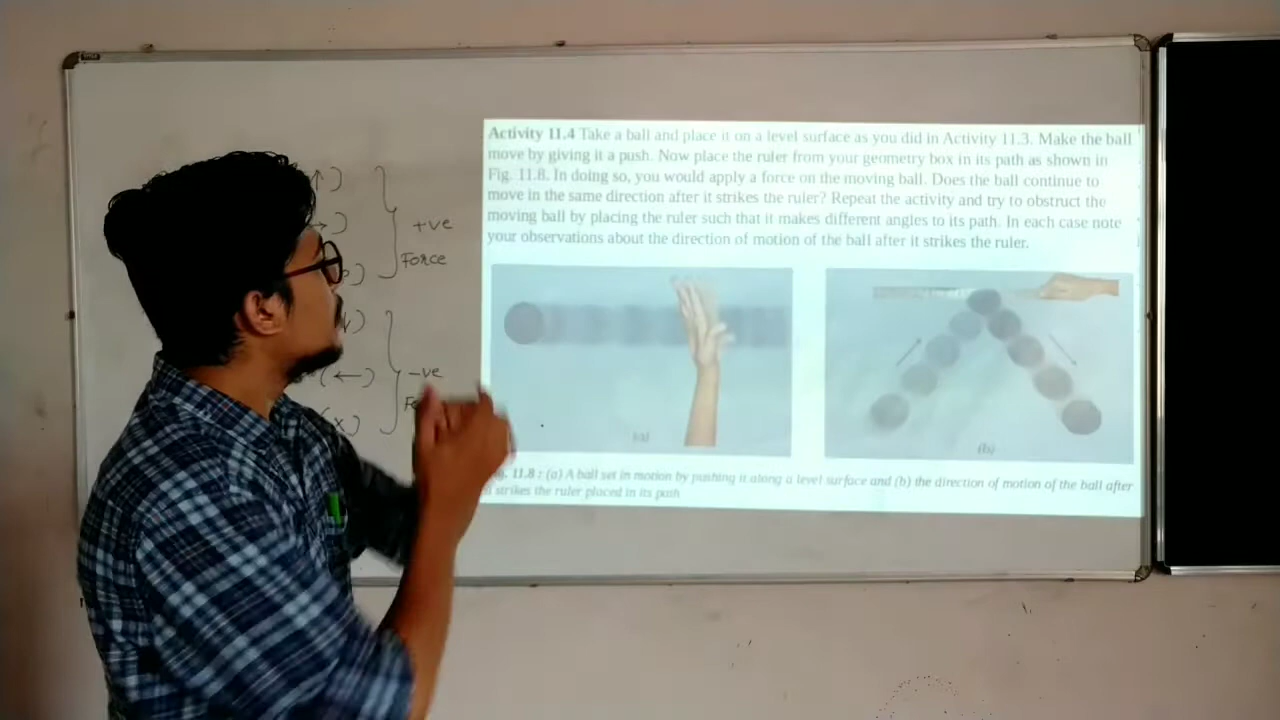 ↑)
→)
+ve
Force
(←)
-ve
(x)
Activity 11.4 Take a ball and place it on a level surface as you did in Activity 11.3. Make the ball
move by giving it a push. Now place the ruler from your geometry box in its path as shown in
Fig. 11.8. In doing so, you would apply a force on the moving ball. Does the ball continue to
move in the same direction after it strikes the ruler? Repeat the activity and try to obstruct the
moving ball by placing the ruler such that it makes different angles to its path. In each case note
your observations about the direction of motion of the ball after it strikes the ruler.
(a)
(b)
11.8 : (a) A ball set in motion by pushing it along a level surface and (b) the direction of motion of the ball after
strikes the ruler placed in its path